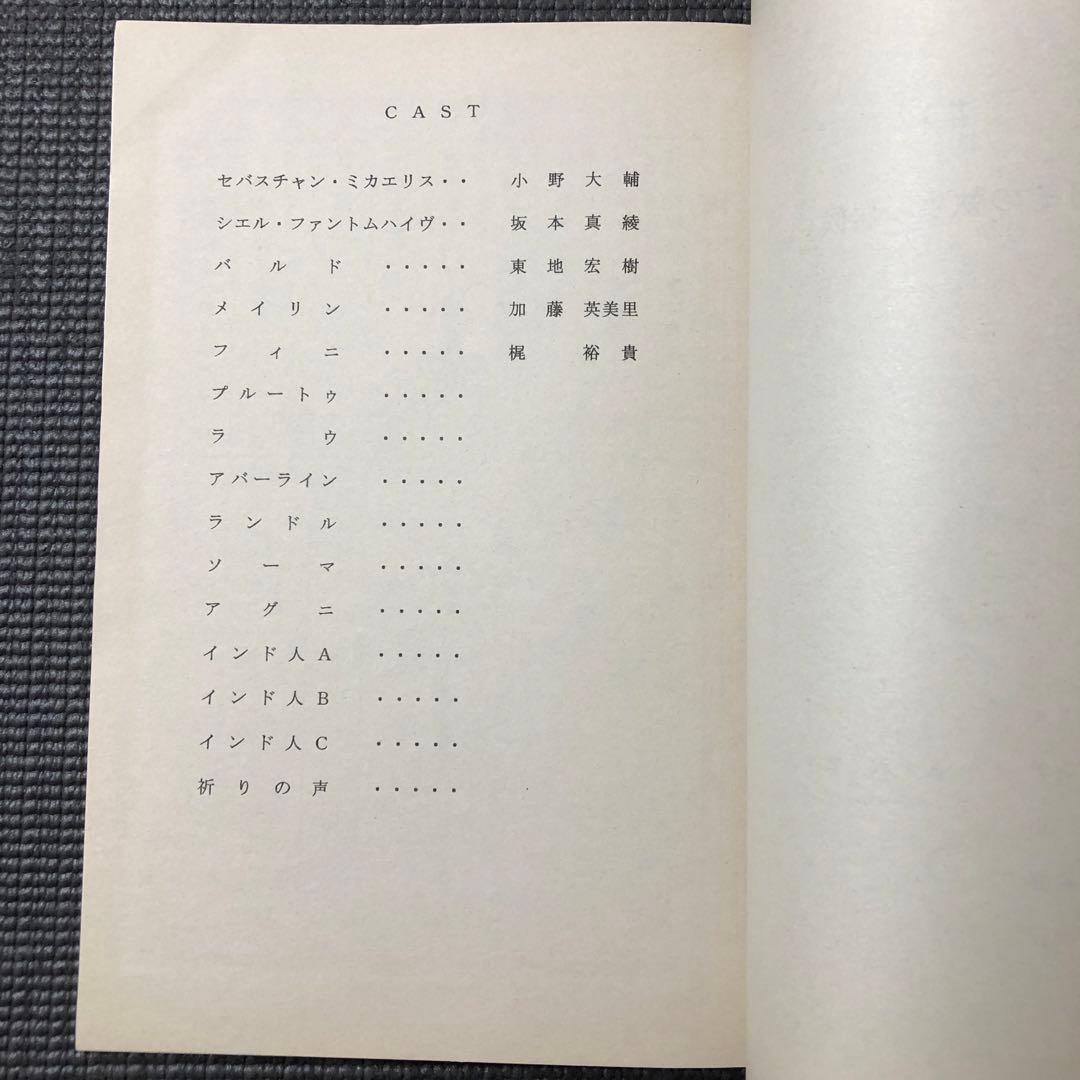 CAST
セバスチャン・ミカエリス・・ 小野大輔
シエル・ファントムハイヴ・・ 坂本真綾
バルド ・・・・・ 東地宏樹
メイリン ・・・・・ 加藤英美里
フィニ ・・・・・ 梶裕貴
プルートゥ ・・・・・
ラウ ・・・・・
アバーライン ・・・・・
ランドル ・・・・・
ソーマ ・・・・・
アグニ ・・・・・
インド人A ・・・・・
インド人B ・・・・・
インド人C ・・・・・
祈りの声 ・・・・・